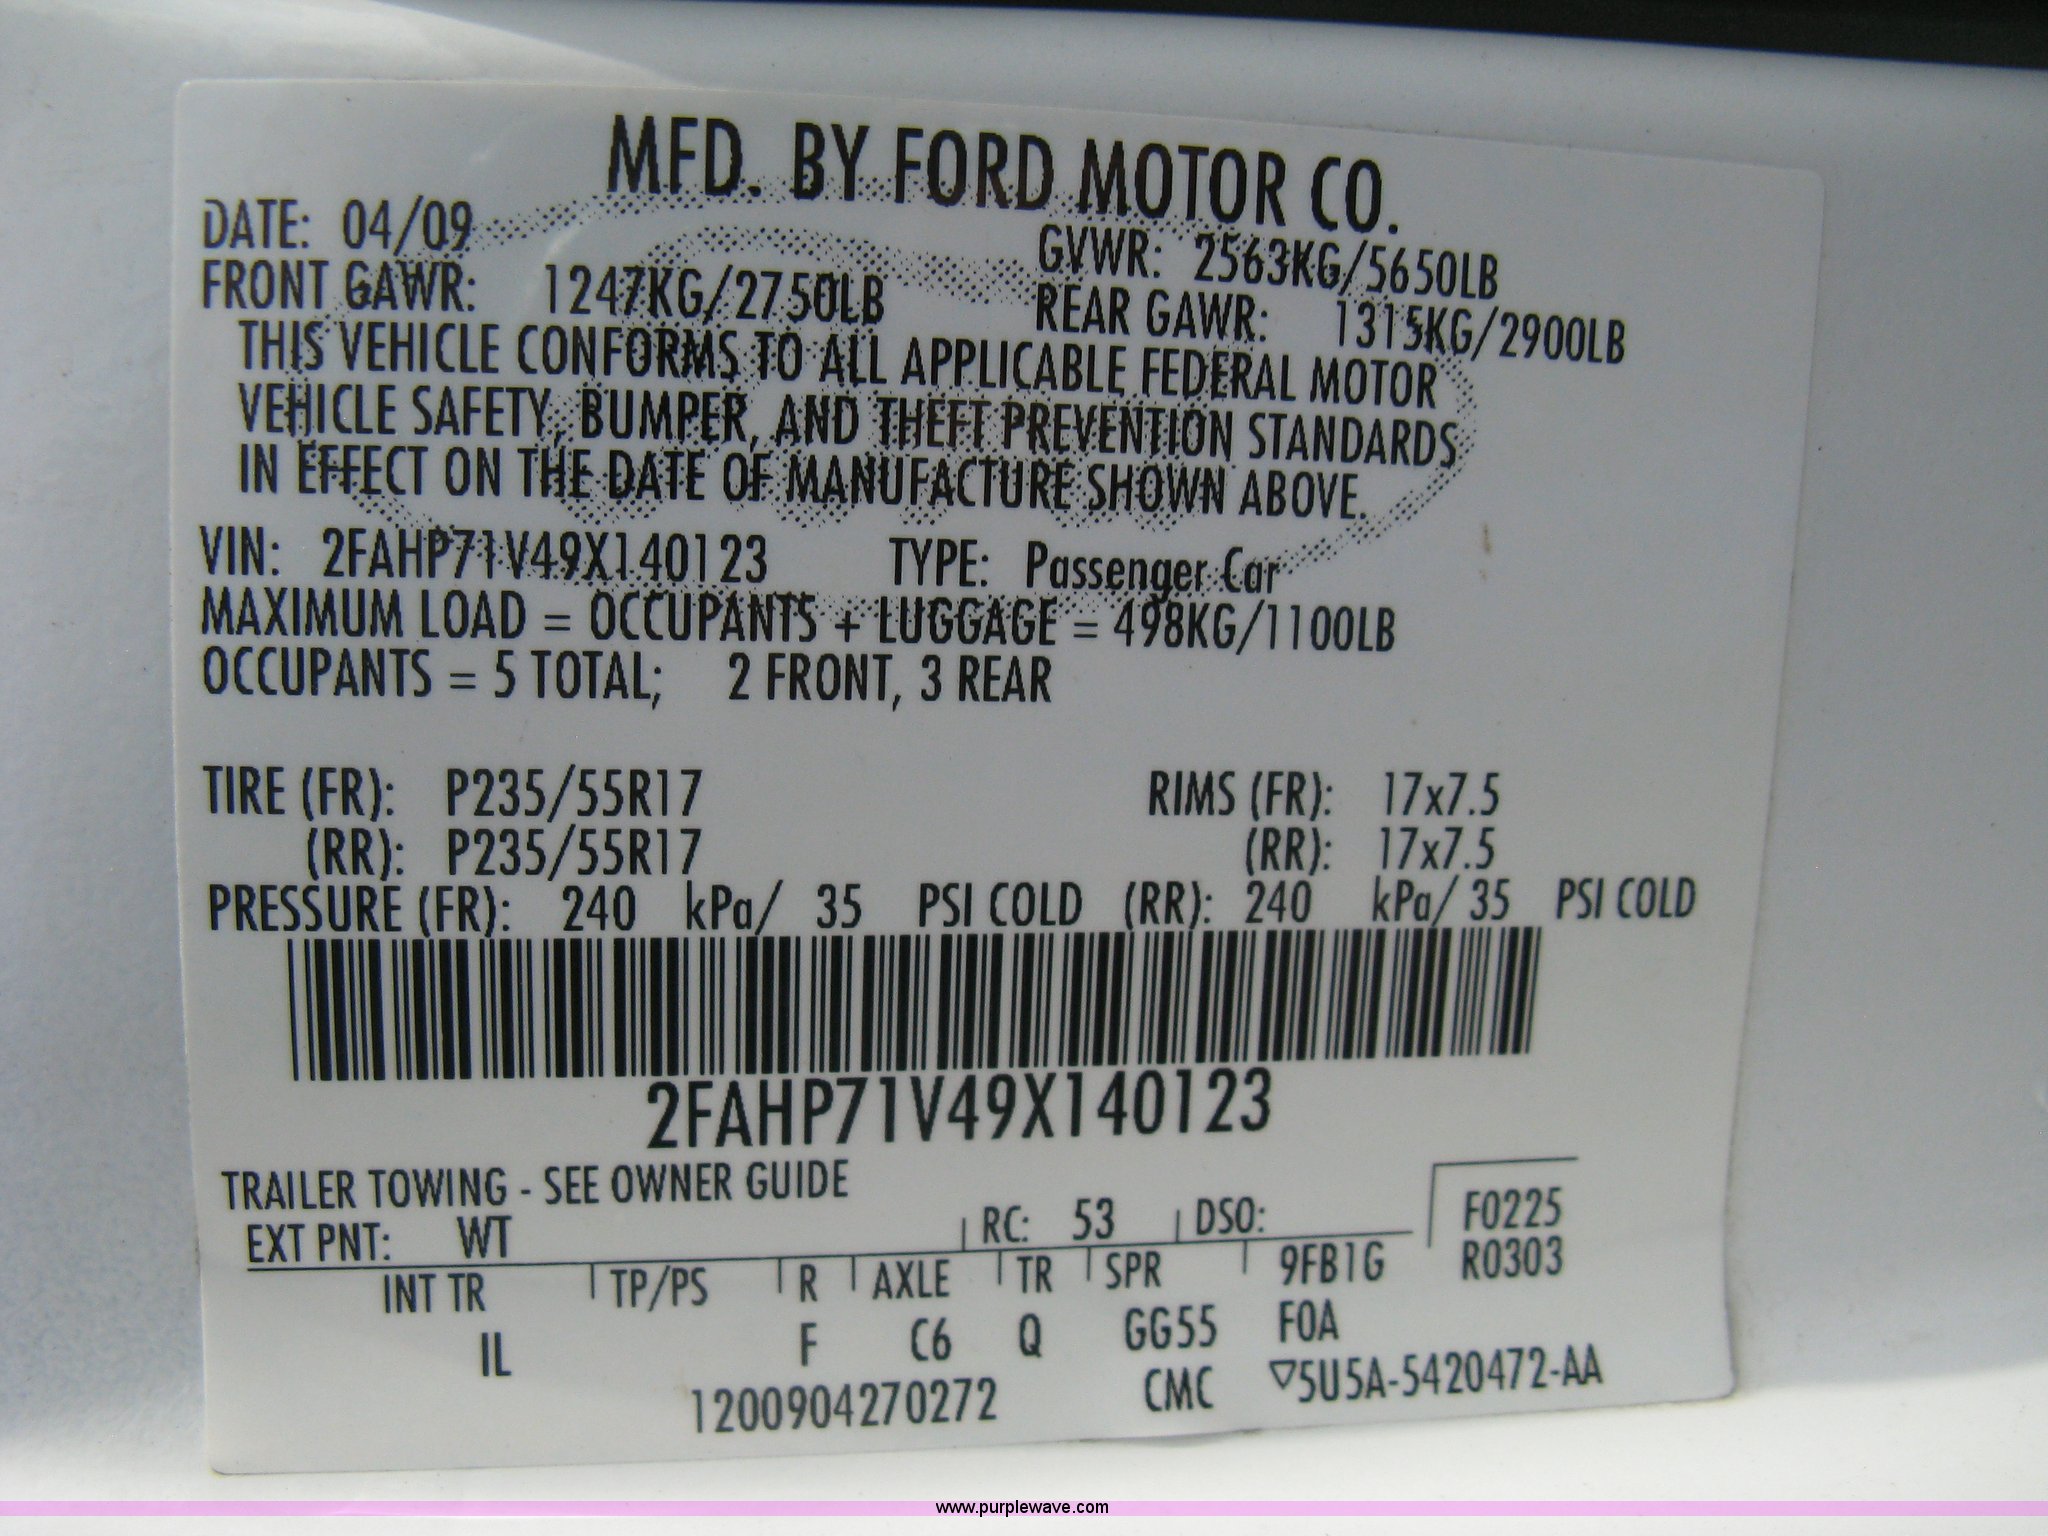 MFD. BY FORD MOTOR CO.
DATE: 04/09 GVWR: 2563KG/5650LB
FRONT GAWR: 1247KG/2750LB REAR GAWR: 1315KG/2900LB
THIS VEHICLE CONFORMS TO ALL APPLICABLE FEDERAL MOTOR
VEHICLE SAFETY, BUMPER, AND THEFT PREVENTION STANDARDS
IN EFFECT ON THE DATE OF MANUFACTURE SHOWN ABOVE.
VIN: 2FAHP71V49X140123 TYPE: Passenger Car
MAXIMUM LOAD = OCCUPANTS + LUGGAGE = 498KG/1100LB
OCCUPANTS = 5 TOTAL; 2 FRONT, 3 REAR
TIRE (FR): P235/55R17 RIMS (FR): 17x7.5
(RR): P235/55R17 (RR): 17x7.5
PRESSURE (FR): 240 kPa/ 35 PSI COLD (RR): 240 kPa/ 35 PSI COLD
2FAHP71V49X140123
TRAILER TOWING - SEE OWNER GUIDE
EXT PNT: WT RC: 53 DSO: F0225
INT TR TP/PS R AXLE TR SPR 9FB1G R0303
IL F C6 Q GG55 FOA
1200904270272 CMC ▽5U5A-5420472-AA
www.purplewave.com